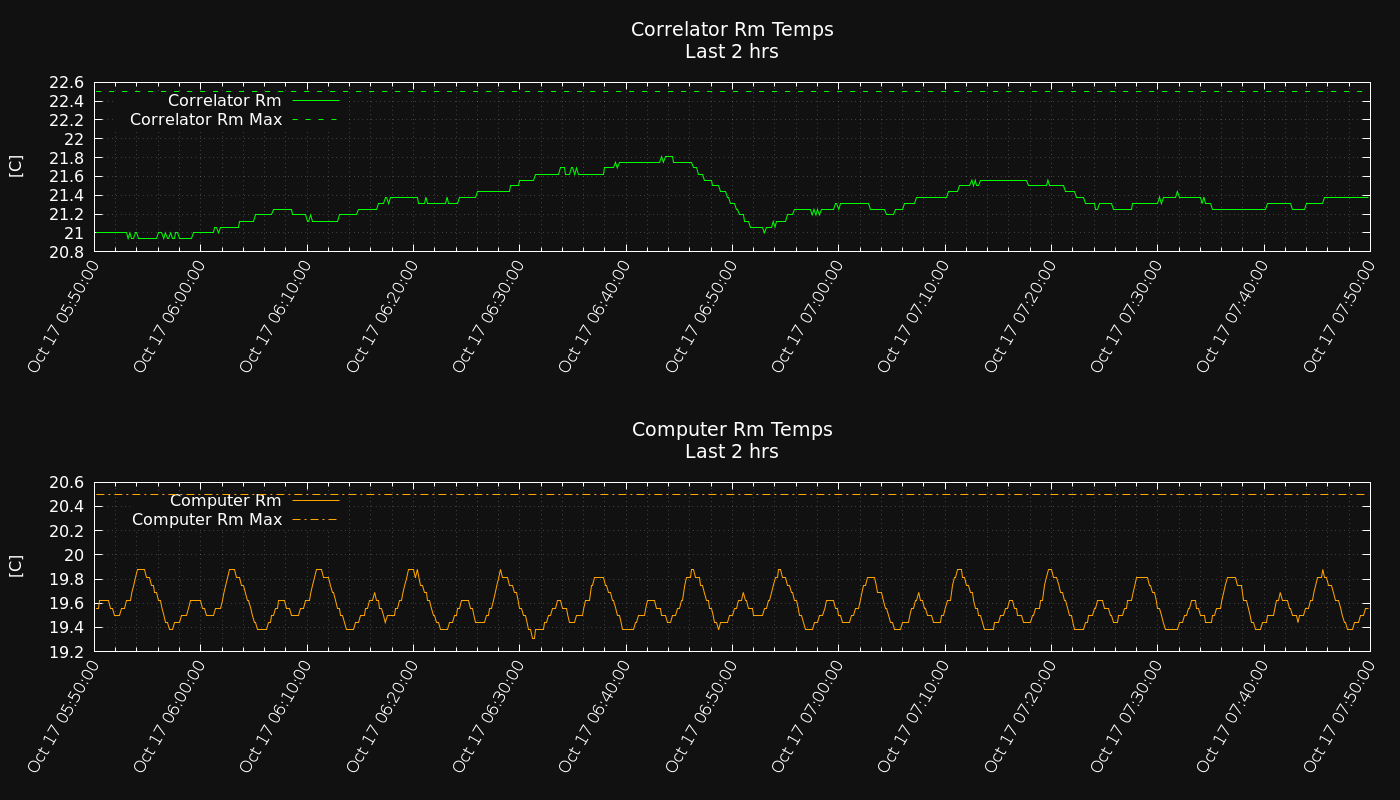 Correlator Rm Temps
Last 2 hrs
[C]
22.6
22.4
22.2
22
21.8
21.6
21.4
21.2
21
20.8
Correlator Rm
Correlator Rm Max
Oct 17 05:50:00
Oct 17 06:00:00
Oct 17 06:10:00
Oct 17 06:20:00
Oct 17 06:30:00
Oct 17 06:40:00
Oct 17 06:50:00
Oct 17 07:00:00
Oct 17 07:10:00
Oct 17 07:20:00
Oct 17 07:30:00
Oct 17 07:40:00
Oct 17 07:50:00
Computer Rm Temps
Last 2 hrs
[C]
20.6
20.4
20.2
20
19.8
19.6
19.4
19.2
Computer Rm
Computer Rm Max
Oct 17 05:50:00
Oct 17 06:00:00
Oct 17 06:10:00
Oct 17 06:20:00
Oct 17 06:30:00
Oct 17 06:40:00
Oct 17 06:50:00
Oct 17 07:00:00
Oct 17 07:10:00
Oct 17 07:20:00
Oct 17 07:30:00
Oct 17 07:40:00
Oct 17 07:50:00